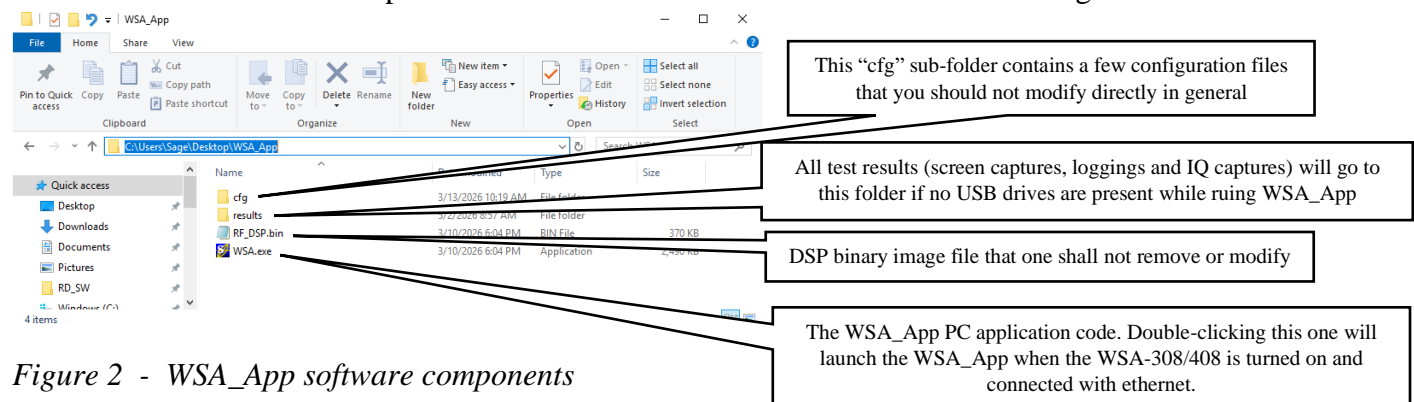 WSA_App
File Home Share View
Pin to Quick access
Copy
Paste
Cut
Copy path
Paste shortcut
Clipboard
Move to
Copy to
Delete
Rename
Organize
New folder
New item
Easy access
New
Properties
Open
Edit
History
Open
Select all
Select none
Invert selection
Select
C:\Users\Sage\Desktop\WSA_App
Search
Quick access
Desktop
Downloads
Documents
Pictures
RD_SW
Windows (C:)
Name Type Size
cfg 3/13/2026 10:19 AM File folder
results 3/2/2026 8:57 AM File folder
RF_DSP.bin 3/10/2026 6:04 PM BIN File 370 KB
WSA.exe 3/10/2026 6:04 PM Application 2,490 KB
4 items
This “cfg” sub-folder contains a few configuration files
that you should not modify directly in general
All test results (screen captures, loggings and IQ captures) will go to
this folder if no USB drives are present while ruing WSA_App
DSP binary image file that one shall not remove or modify
The WSA_App PC application code. Double-clicking this one will
launch the WSA_App when the WSA-308/408 is turned on and
connected with ethernet.
Figure 2 - WSA_App software components